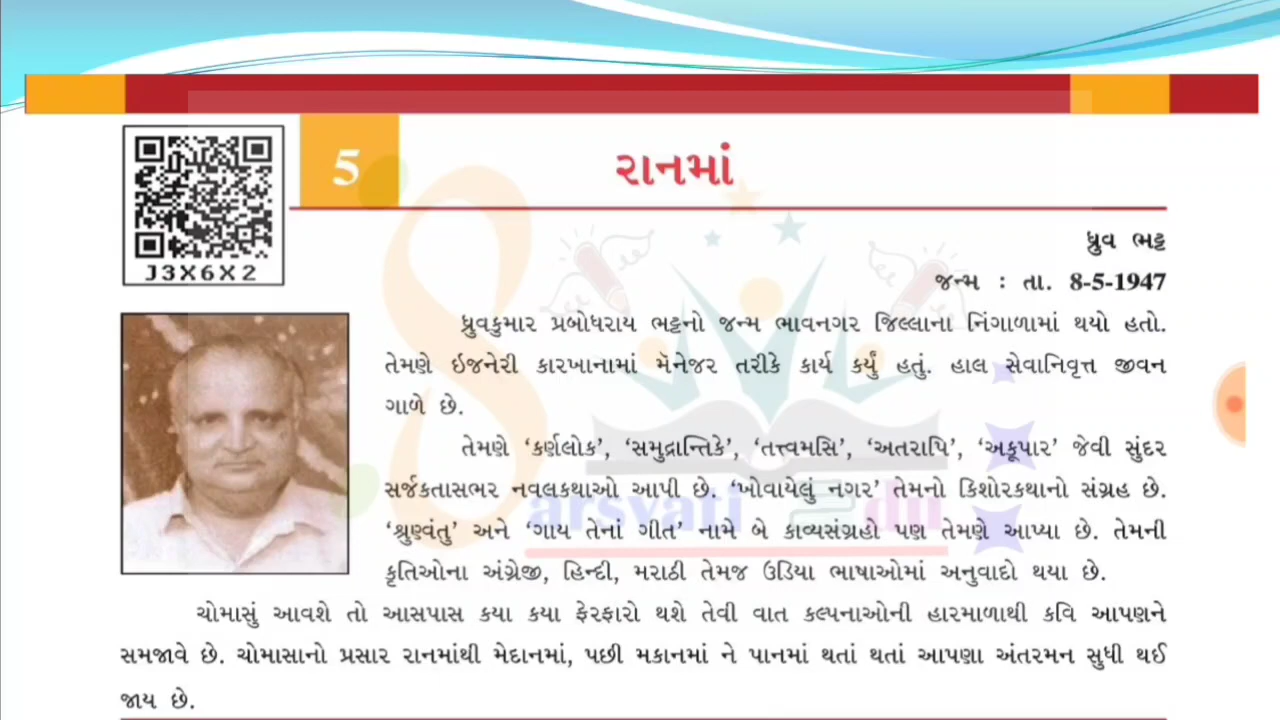 J3X6X2
5
રાનમાં
ધ્રુવ ભટ્ટ
જન્મ : તા. 8-5-1947
ધ્રુવકુમાર પ્રબોધરાય ભટ્ટનો જન્મ ભાવનગર જિલ્લાના નિંગાળામાં થયો હતો.
તેમણે ઇજનેરી કારખાનામાં મૅનેજર તરીકે કાર્ય કર્યું હતું. હાલ સેવાનિવૃત્ત જીવન
ગાળે છે.
તેમણે ‘કર્ણલોક’, ‘સમુદ્રાન્તિકે’, ‘તત્ત્વમસિ’, ‘અતરાપિ’, ‘અકૂપાર’ જેવી સુંદર
સર્જકતાસભર નવલકથાઓ આપી છે. ‘ખોવાયેલું નગર’ તેમનો કિશોરકથાનો સંગ્રહ છે.
‘શ્રુણ્વંતુ’ અને ‘ગાય તેનાં ગીત’ નામે બે કાવ્યસંગ્રહો પણ તેમણે આપ્યા છે. તેમની
કૃતિઓના અંગ્રેજી, હિન્દી, મરાઠી તેમજ ઉડિયા ભાષાઓમાં અનુવાદો થયા છે.
ચોમાસું આવશે તો આસપાસ કયા કયા ફેરફારો થશે તેવી વાત કલ્પનાઓની હારમાળાથી કવિ આપણને
સમજાવે છે. ચોમાસાનો પ્રસાર રાનમાંથી મેદાનમાં, પછી મકાનમાં ને પાનમાં થતાં થતાં આપણા અંતરમન સુધી થઈ
જાય છે.
Sarsvati Edu